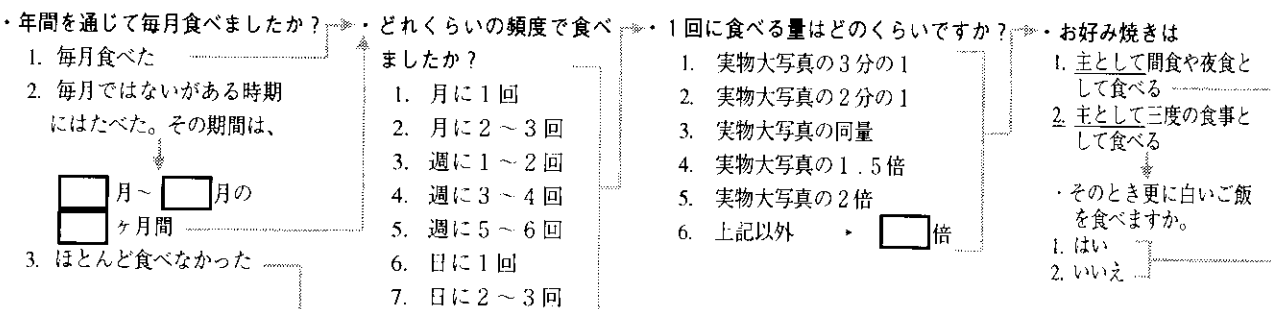 ・年間を通じて毎月食べましたか?
1. 毎月食べた
2. 毎月ではないがある時期
にはたべた。その期間は、
月～ 月の
ヶ月間
3. ほとんど食べなかった
・どれくらいの頻度で食べ
ましたか?
1. 月に1回
2. 月に2～3回
3. 週に1～2回
4. 週に3～4回
5. 週に5～6回
6. 日に1回
7. 日に2～3回
・1回に食べる量はどのくらいですか?
1. 実物大写真の3分の1
2. 実物大写真の2分の1
3. 実物大写真の同量
4. 実物大写真の1.5倍
5. 実物大写真の2倍
6. 上記以外 倍
・お好み焼きは
1. 主として間食や夜食と
して食べる
2. 主として三度の食事と
して食べる
・そのとき更に白いご飯
を食べますか。
1. はい
2. いいえ